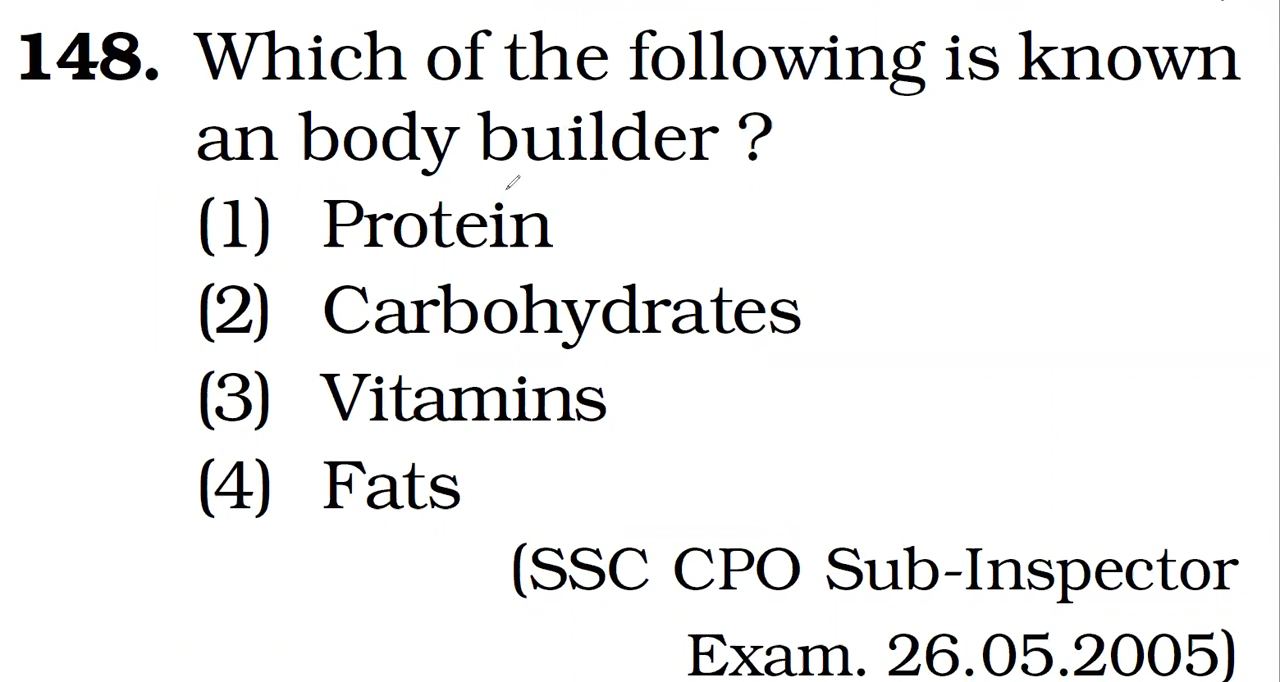 148. Which of the following is known
an body builder ?
(1) Protein
(2) Carbohydrates
(3) Vitamins
(4) Fats
(SSC CPO Sub-Inspector
Exam. 26.05.2005)